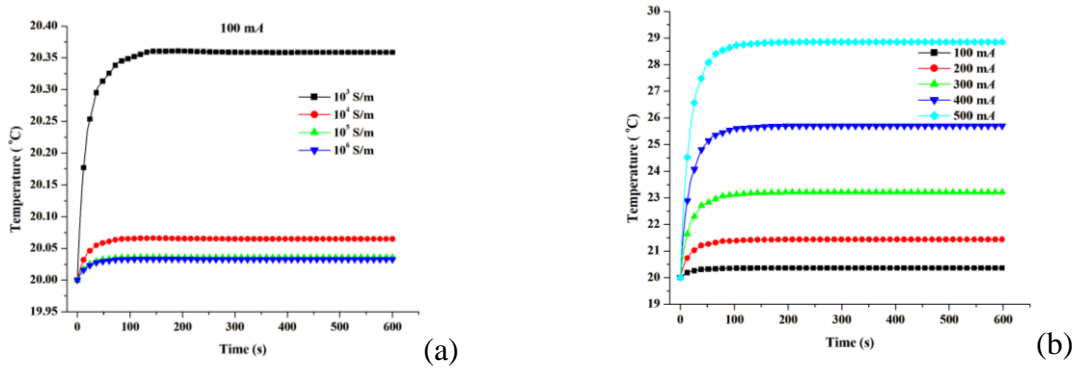 100 mA
20.40
20.35
20.30
20.25
20.20
20.15
20.10
20.05
20.00
19.95
Temperature ( °C)
10³ S/m
10⁴ S/m
10⁵ S/m
10⁶ S/m
0 100 200 300 400 500 600
Time (s)
(a)
30
29
28
27
26
25
24
23
22
21
20
19
Temperature ( °C)
100 mA
200 mA
300 mA
400 mA
500 mA
0 100 200 300 400 500 600
Time (s)
(b)